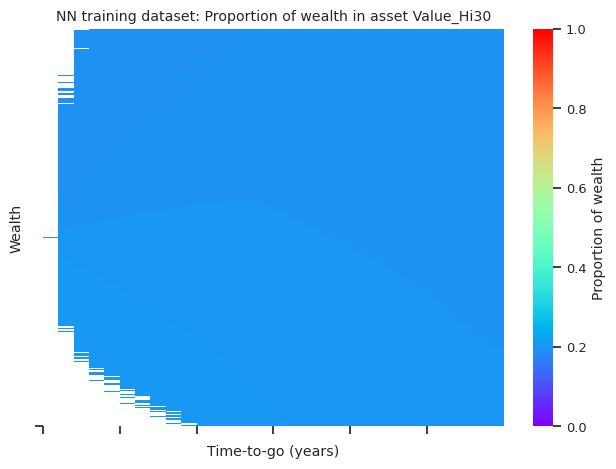 NN training dataset: Proportion of wealth in asset Value_Hi30
Wealth
Time-to-go (years)
1.0
0.8
0.6
0.4
0.2
0.0
Proportion of wealth